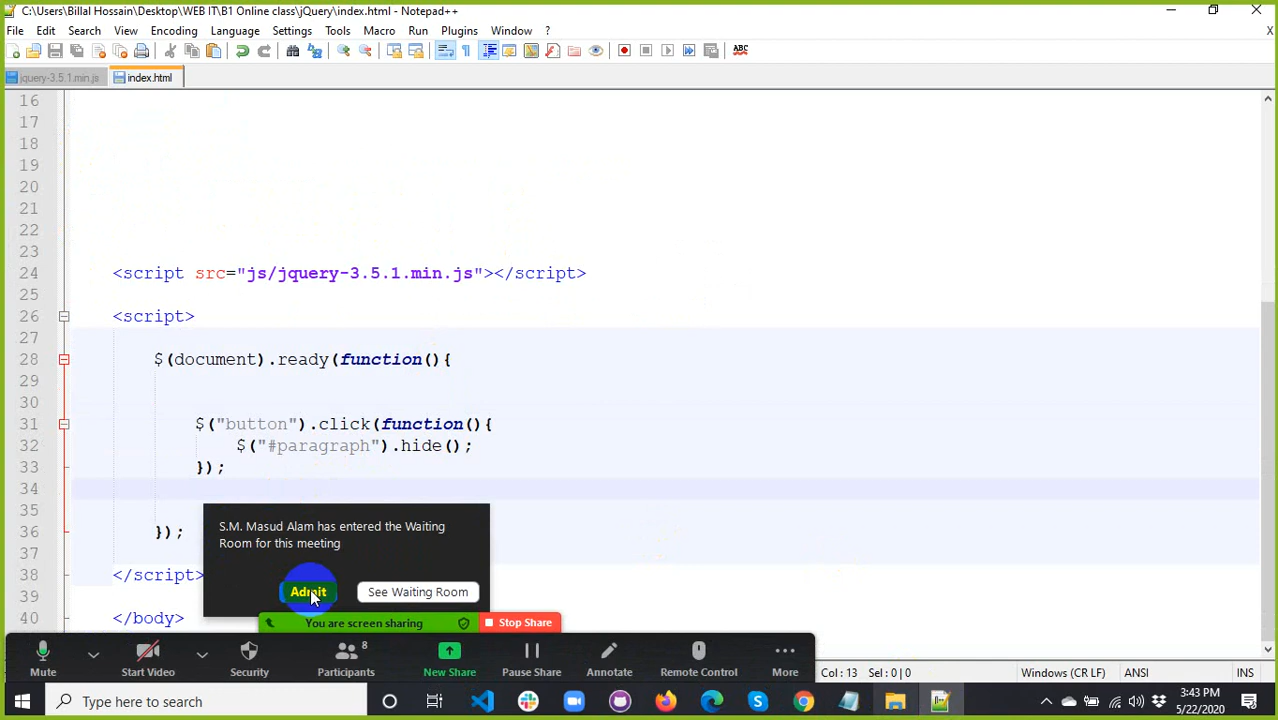 C:\Users\Billal Hossain\Desktop\WEB IT\B1 Online class\jQuery\index.html - Notepad++
File Edit Search View Encoding Language Settings Tools Macro Run Plugins Window ? X
ABC
jquery-3.5.1.min.js index.html
16
17
18
19
20
21
22
23
24 <script src="js/jquery-3.5.1.min.js"></script>
25
26 <script>
27
28 $(document).ready(function(){
29
30
31 $("button").click(function(){
32 $("#paragraph").hide();
33 });
34
35
36 });
37
38 </script>
39
40 </body>
S.M. Masud Alam has entered the Waiting
Room for this meeting
Admit See Waiting Room
You are screen sharing Stop Share
8
Mute Start Video Security Participants New Share Pause Share Annotate Remote Control More
Col : 13 Sel : 0 | 0 Windows (CR LF) ANSI INS
Type here to search
3:43 PM
5/22/2020